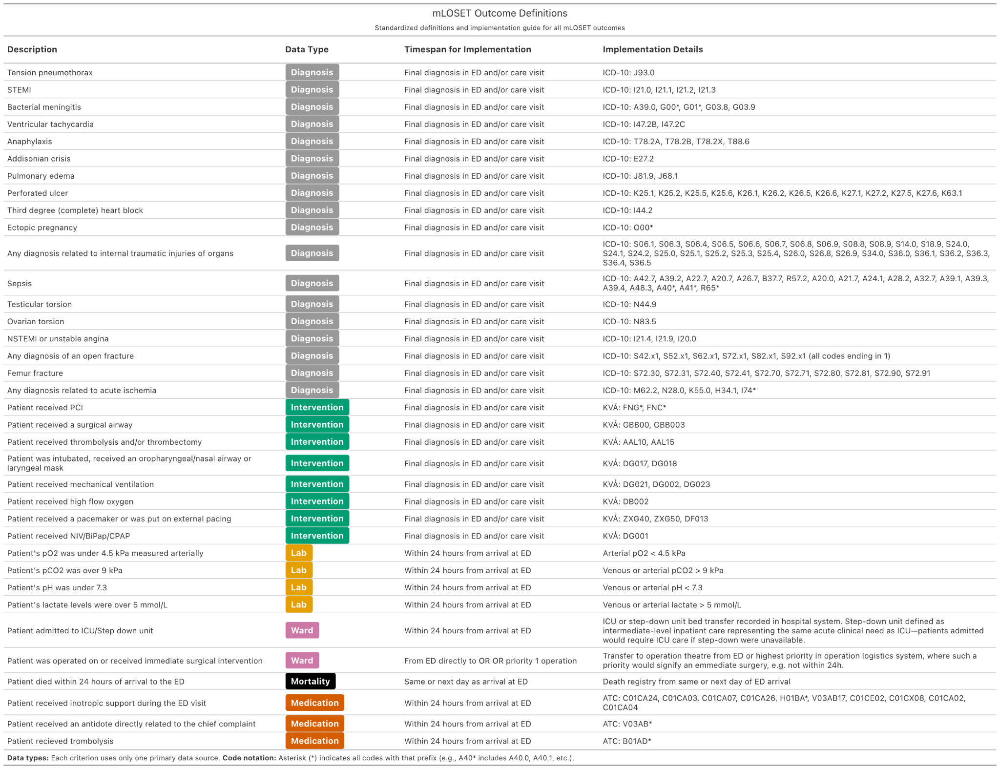 mLOSET Outcome Definitions
Standardized definitions and implementation guide for all mLOSET outcomes
Description Data Type Timespan for Implementation Implementation Details
Tension pneumothorax Diagnosis Final diagnosis in ED and/or care visit ICD-10: J93.0
STEMI Diagnosis Final diagnosis in ED and/or care visit ICD-10: I21.0, I21.1, I21.2, I21.3
Bacterial meningitis Diagnosis Final diagnosis in ED and/or care visit ICD-10: A39.0, G00*, G01*, G03.8, G03.9
Ventricular tachycardia Diagnosis Final diagnosis in ED and/or care visit ICD-10: I47.2B, I47.2C
Anaphylaxis Diagnosis Final diagnosis in ED and/or care visit ICD-10: T78.2A, T78.2B, T78.2X, T88.6
Addisonian crisis Diagnosis Final diagnosis in ED and/or care visit ICD-10: E27.2
Pulmonary edema Diagnosis Final diagnosis in ED and/or care visit ICD-10: J81.9, J68.1
Perforated ulcer Diagnosis Final diagnosis in ED and/or care visit ICD-10: K25.1, K25.2, K25.5, K25.6, K26.1, K26.2, K26.5, K26.6, K27.1, K27.2, K27.5, K27.6, K63.1
Third degree (complete) heart block Diagnosis Final diagnosis in ED and/or care visit ICD-10: I44.2
Ectopic pregnancy Diagnosis Final diagnosis in ED and/or care visit ICD-10: O00*
Any diagnosis related to internal traumatic injuries of organs Diagnosis Final diagnosis in ED and/or care visit ICD-10: S06.1, S06.3, S06.4, S06.5, S06.6, S06.7, S06.8, S06.9, S08.8, S08.9, S14.0, S18.9, S24.0,
S24.1, S24.2, S25.0, S25.1, S25.2, S25.3, S25.4, S26.0, S26.8, S26.9, S34.0, S36.0, S36.1, S36.2, S36.3,
S36.4, S36.5
Sepsis Diagnosis Final diagnosis in ED and/or care visit ICD-10: A42.7, A39.2, A22.7, A20.7, A26.7, B37.7, R57.2, A20.0, A21.7, A24.1, A28.2, A32.7, A39.1, A39.3,
A39.4, A48.3, A40*, A41*, R65*
Testicular torsion Diagnosis Final diagnosis in ED and/or care visit ICD-10: N44.9
Ovarian torsion Diagnosis Final diagnosis in ED and/or care visit ICD-10: N83.5
NSTEMI or unstable angina Diagnosis Final diagnosis in ED and/or care visit ICD-10: I21.4, I21.9, I20.0
Any diagnosis of an open fracture Diagnosis Final diagnosis in ED and/or care visit ICD-10: S42.x1, S52.x1, S62.x1, S72.x1, S82.x1, S92.x1 (all codes ending in 1)
Femur fracture Diagnosis Final diagnosis in ED and/or care visit ICD-10: S72.30, S72.31, S72.40, S72.41, S72.70, S72.71, S72.80, S72.81, S72.90, S72.91
Any diagnosis related to acute ischemia Diagnosis Final diagnosis in ED and/or care visit ICD-10: M62.2, N28.0, K55.0, H34.1, I74*
Patient received PCI Intervention Final diagnosis in ED and/or care visit KVÅ: FNG*, FNC*
Patient received a surgical airway Intervention Final diagnosis in ED and/or care visit KVÅ: GBB00, GBB003
Patient received thrombolysis and/or thrombectomy Intervention Final diagnosis in ED and/or care visit KVÅ: AAL10, AAL15
Patient was intubated, received an oropharyngeal/nasal airway or
laryngeal mask Intervention Final diagnosis in ED and/or care visit KVÅ: DG017, DG018
Patient received mechanical ventilation Intervention Final diagnosis in ED and/or care visit KVÅ: DG021, DG002, DG023
Patient received high flow oxygen Intervention Final diagnosis in ED and/or care visit KVÅ: DB002
Patient received a pacemaker or was put on external pacing Intervention Final diagnosis in ED and/or care visit KVÅ: ZXG40, ZXG50, DF013
Patient received NIV/BiPap/CPAP Intervention Final diagnosis in ED and/or care visit KVÅ: DG001
Patient's pO2 was under 4.5 kPa measured arterially Lab Within 24 hours from arrival at ED Arterial pO2 < 4.5 kPa
Patient's pCO2 was over 9 kPa Lab Within 24 hours from arrival at ED Venous or arterial pCO2 > 9 kPa
Patient's pH was under 7.3 Lab Within 24 hours from arrival at ED Venous or arterial pH < 7.3
Patient's lactate levels were over 5 mmol/L Lab Within 24 hours from arrival at ED Venous or arterial lactate > 5 mmol/L
Patient admitted to ICU/Step down unit Ward Within 24 hours from arrival at ED ICU or step-down unit bed transfer recorded in hospital system. Step-down unit defined as
intermediate-level inpatient care representing the same acute clinical need as ICU—patients admitted
would require ICU care if step-down were unavailable.
Patient was operated on or received immediate surgical intervention Ward From ED directly to OR OR priority 1 operation Transfer to operation theatre from ED or highest priority in operation logistics system, where such a
priority would signify an emmediate surgery, e.g. not within 24h.
Patient died within 24 hours of arrival to the ED Mortality Same or next day as arrival at ED Death registry from same or next day of ED arrival
Patient received inotropic support during the ED visit Medication Within 24 hours from arrival at ED ATC: C01CA24, C01CA03, C01CA07, C01CA26, H01BA*, V03AB17, C01CE02, C01CX08, C01CA02,
C01CA04
Patient received an antidote directly related to the chief complaint Medication Within 24 hours from arrival at ED ATC: V03AB*
Patient recieved trombolysis Medication Within 24 hours from arrival at ED ATC: B01AD*
Data types: Each criterion uses only one primary data source. Code notation: Asterisk (*) indicates all codes with that prefix (e.g., A40* includes A40.0, A40.1, etc.).